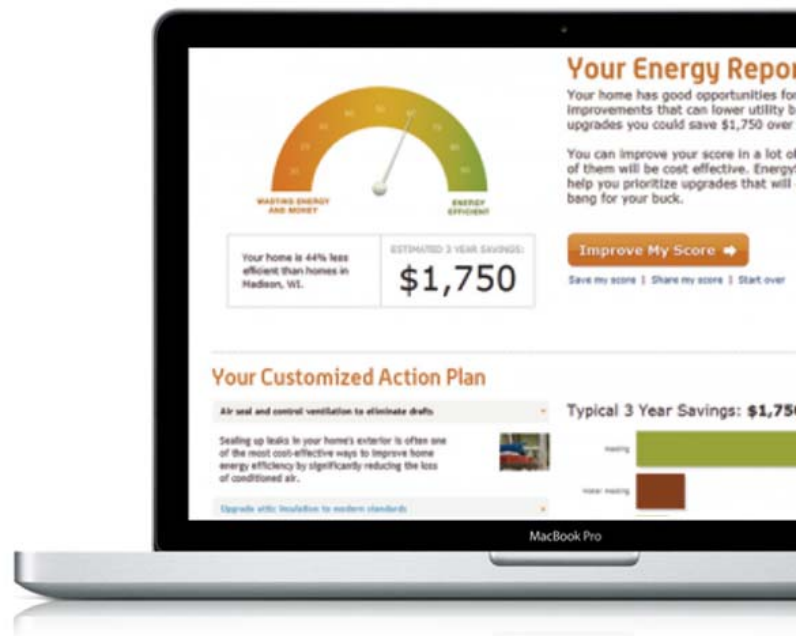 Your Energy Repor
Your home has good opportunities for
improvements that can lower utility b
upgrades you could save $1,750 over
You can improve your score in a lot of
of them will be cost effective. Energy
help you prioritize upgrades that will
bang for your buck.
WASTING ENERGY
AND MONEY
ENERGY
EFFICIENT
Your home is 44% less
efficient than homes in
Madison, WI.
ESTIMATED 3 YEAR SAVINGS:
$1,750
Improve My Score
Save my score | Share my score | Start over
Your Customized Action Plan
Air seal and control ventilation to eliminate drafts
Sealing up leaks in your home's exterior is often one
of the most cost-effective ways to improve home
energy efficiency by significantly reducing the loss
of conditioned air.
Upgrade attic insulation to modern standards
Typical 3 Year Savings: $1,750
Heating
Water Heating
MacBook Pro